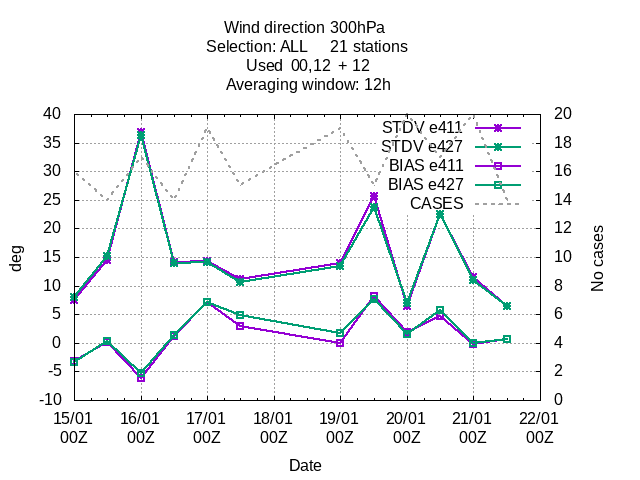 Wind direction 300hPa
Selection: ALL 21 stations
Used 00,12 + 12
Averaging window: 12h
40
35
30
25
20
15
10
5
0
-5
-10
deg
STDV e411
STDV e427
BIAS e411
BIAS e427
CASES
20
18
16
14
12
10
8
6
4
2
0
No cases
15/01 16/01 17/01 18/01 19/01 20/01 21/01 22/01
00Z 00Z 00Z 00Z 00Z 00Z 00Z 00Z
Date